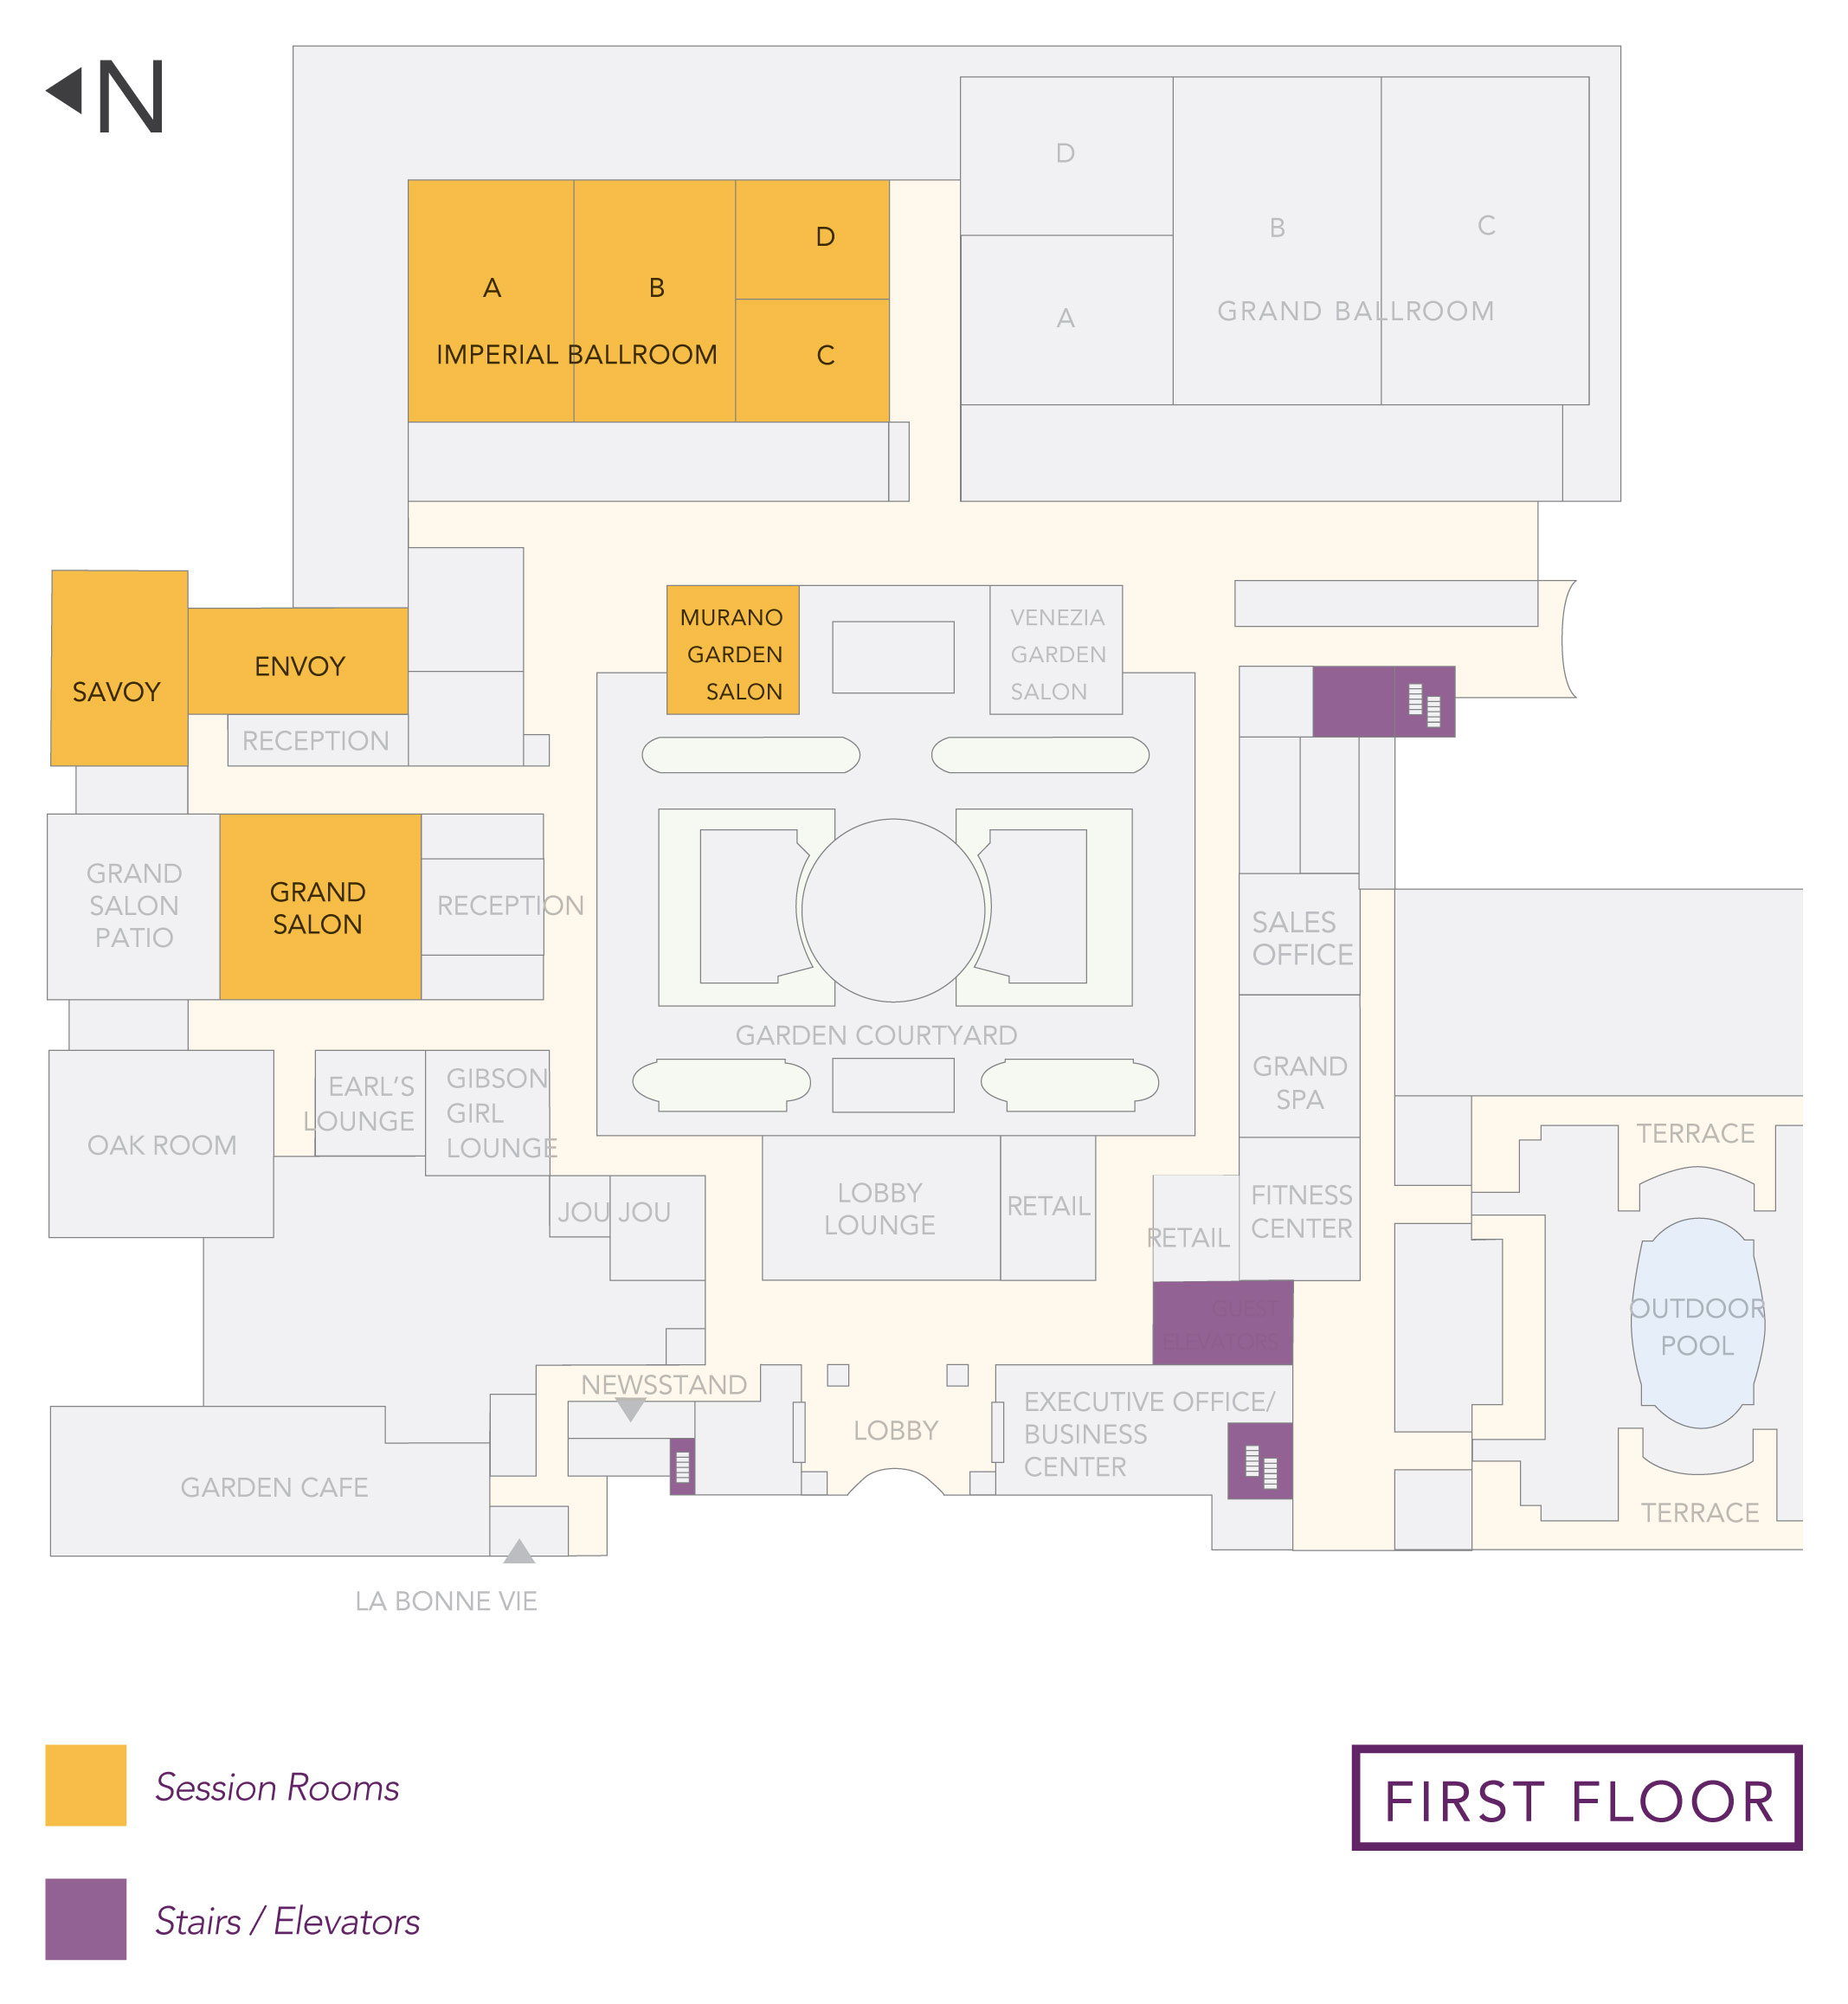 N
D
B
C
A
GRAND BALLROOM
D
A
B
IMPERIAL BALLROOM
C
MURANO
GARDEN
SALON
VENEZIA
GARDEN
SALON
ENVOY
SAVOY
RECEPTION
GRAND
SALON
PATIO
GRAND
SALON
RECEPTION
SALES
OFFICE
GARDEN COURTYARD
EARL'S
LOUNGE
GIBSON
GIRL
LOUNGE
OAK ROOM
GRAND
SPA
TERRACE
JOU JOU
LOBBY
LOUNGE
RETAIL
RETAIL
FITNESS
CENTER
GUEST
ELEVATORS
OUTDOOR
POOL
NEWSSTAND
LOBBY
EXECUTIVE OFFICE/
BUSINESS
CENTER
GARDEN CAFE
TERRACE
LA BONNE VIE
Session Rooms
FIRST FLOOR
Stairs / Elevators